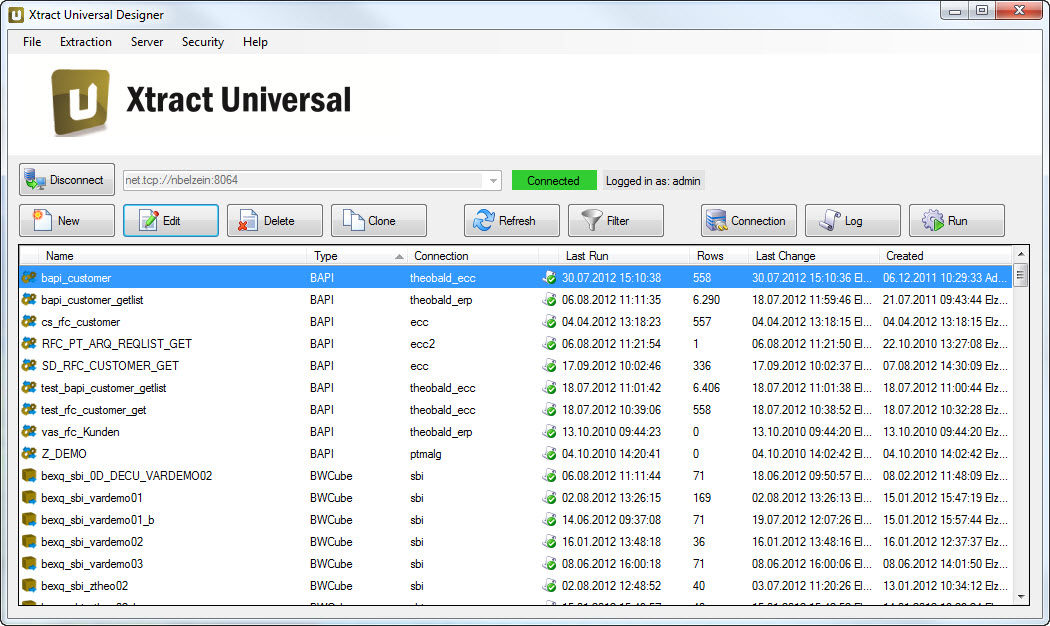 Xtract Universal Designer
File Extraction Server Security Help
Xtract Universal
Disconnect net.tcp://nbelzein:8064 Connected Logged in as: admin
New Edit Delete Clone Refresh Filter Connection Log Run
Name Type Connection Last Run Rows Last Change Created
bapi_customer BAPI theobald_ecc 30.07.2012 15:10:38 558 30.07.2012 15:10:36 El... 06.12.2011 10:29:33 Ad...
bapi_customer_getlist BAPI theobald_erp 06.08.2012 11:11:35 6.290 18.07.2012 11:59:46 El... 21.07.2011 09:43:44 Elz...
cs_rfc_customer BAPI ecc 04.04.2012 13:18:23 557 04.04.2012 13:18:15 El... 04.04.2012 13:18:15 Elz...
RFC_PT_ARQ_REQLIST_GET BAPI ecc2 06.08.2012 11:21:54 1 06.08.2012 11:21:50 El... 22.10.2010 13:27:08 Elz...
SD_RFC_CUSTOMER_GET BAPI ecc 17.09.2012 10:02:46 336 17.09.2012 10:02:37 El... 07.08.2012 14:30:09 Elz...
test_bapi_customer_getlist BAPI theobald_ecc 18.07.2012 11:01:42 6.406 18.07.2012 11:01:38 El... 18.07.2012 11:00:44 Elz...
test_rfc_customer_get BAPI theobald_ecc 18.07.2012 10:39:06 558 18.07.2012 10:38:52 El... 18.07.2012 10:32:28 Elz...
vas_rfc_Kunden BAPI theobald_erp 13.10.2010 09:44:23 0 13.10.2010 09:44:20 El... 13.10.2010 09:44:20 Elz...
Z_DEMO BAPI ptmalg 04.10.2010 14:20:41 0 04.10.2010 14:02:42 El... 04.10.2010 14:02:42 Elz...
bexq_sbi_0D_DECU_VARDEMO02 BWCube sbi 06.08.2012 11:11:44 71 18.06.2012 09:50:57 El... 08.02.2012 11:48:09 Elz...
bexq_sbi_vardemo01 BWCube sbi 02.08.2012 13:26:15 169 02.08.2012 13:26:13 El... 15.01.2012 15:47:19 Elz...
bexq_sbi_vardemo01_b BWCube sbi 14.06.2012 09:37:08 71 19.07.2012 12:07:26 El... 15.01.2012 15:57:44 Elz...
bexq_sbi_vardemo02 BWCube sbi 16.01.2012 13:48:18 36 16.01.2012 13:48:16 El... 16.01.2012 12:37:37 Elz...
bexq_sbi_vardemo03 BWCube sbi 08.06.2012 16:00:18 71 08.06.2012 16:00:06 El... 08.06.2012 14:01:50 Elz...
bexq_sbi_ztheo02 BWCube sbi 02.08.2012 12:48:52 40 03.07.2012 11:20:26 El... 13.01.2012 10:34:12 Elz...